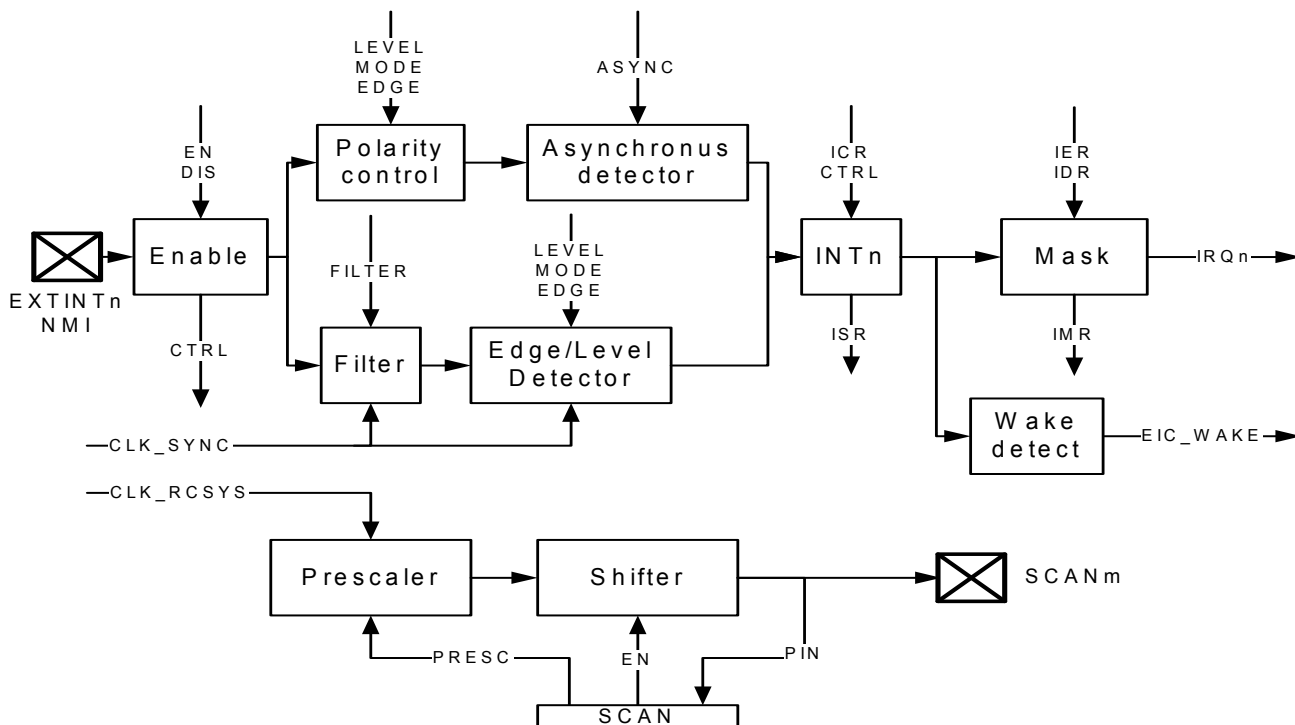 LEVEL
MODE
EDGE
ASYNC
EN
DIS
Polarity
control
Asynchronus
detector
ICR
CTRL
IER
IDR
EXTINTn
NMI
Enable
FILTER
LEVEL
MODE
EDGE
INTn
Mask
IRQn
CTRL
Filter
Edge/Level
Detector
ISR
IMR
CLK_SYNC
Wake
detect
EIC_WAKE
CLK_RCSYS
Prescaler
Shifter
SCANm
PRESC
EN
PIN
SCAN